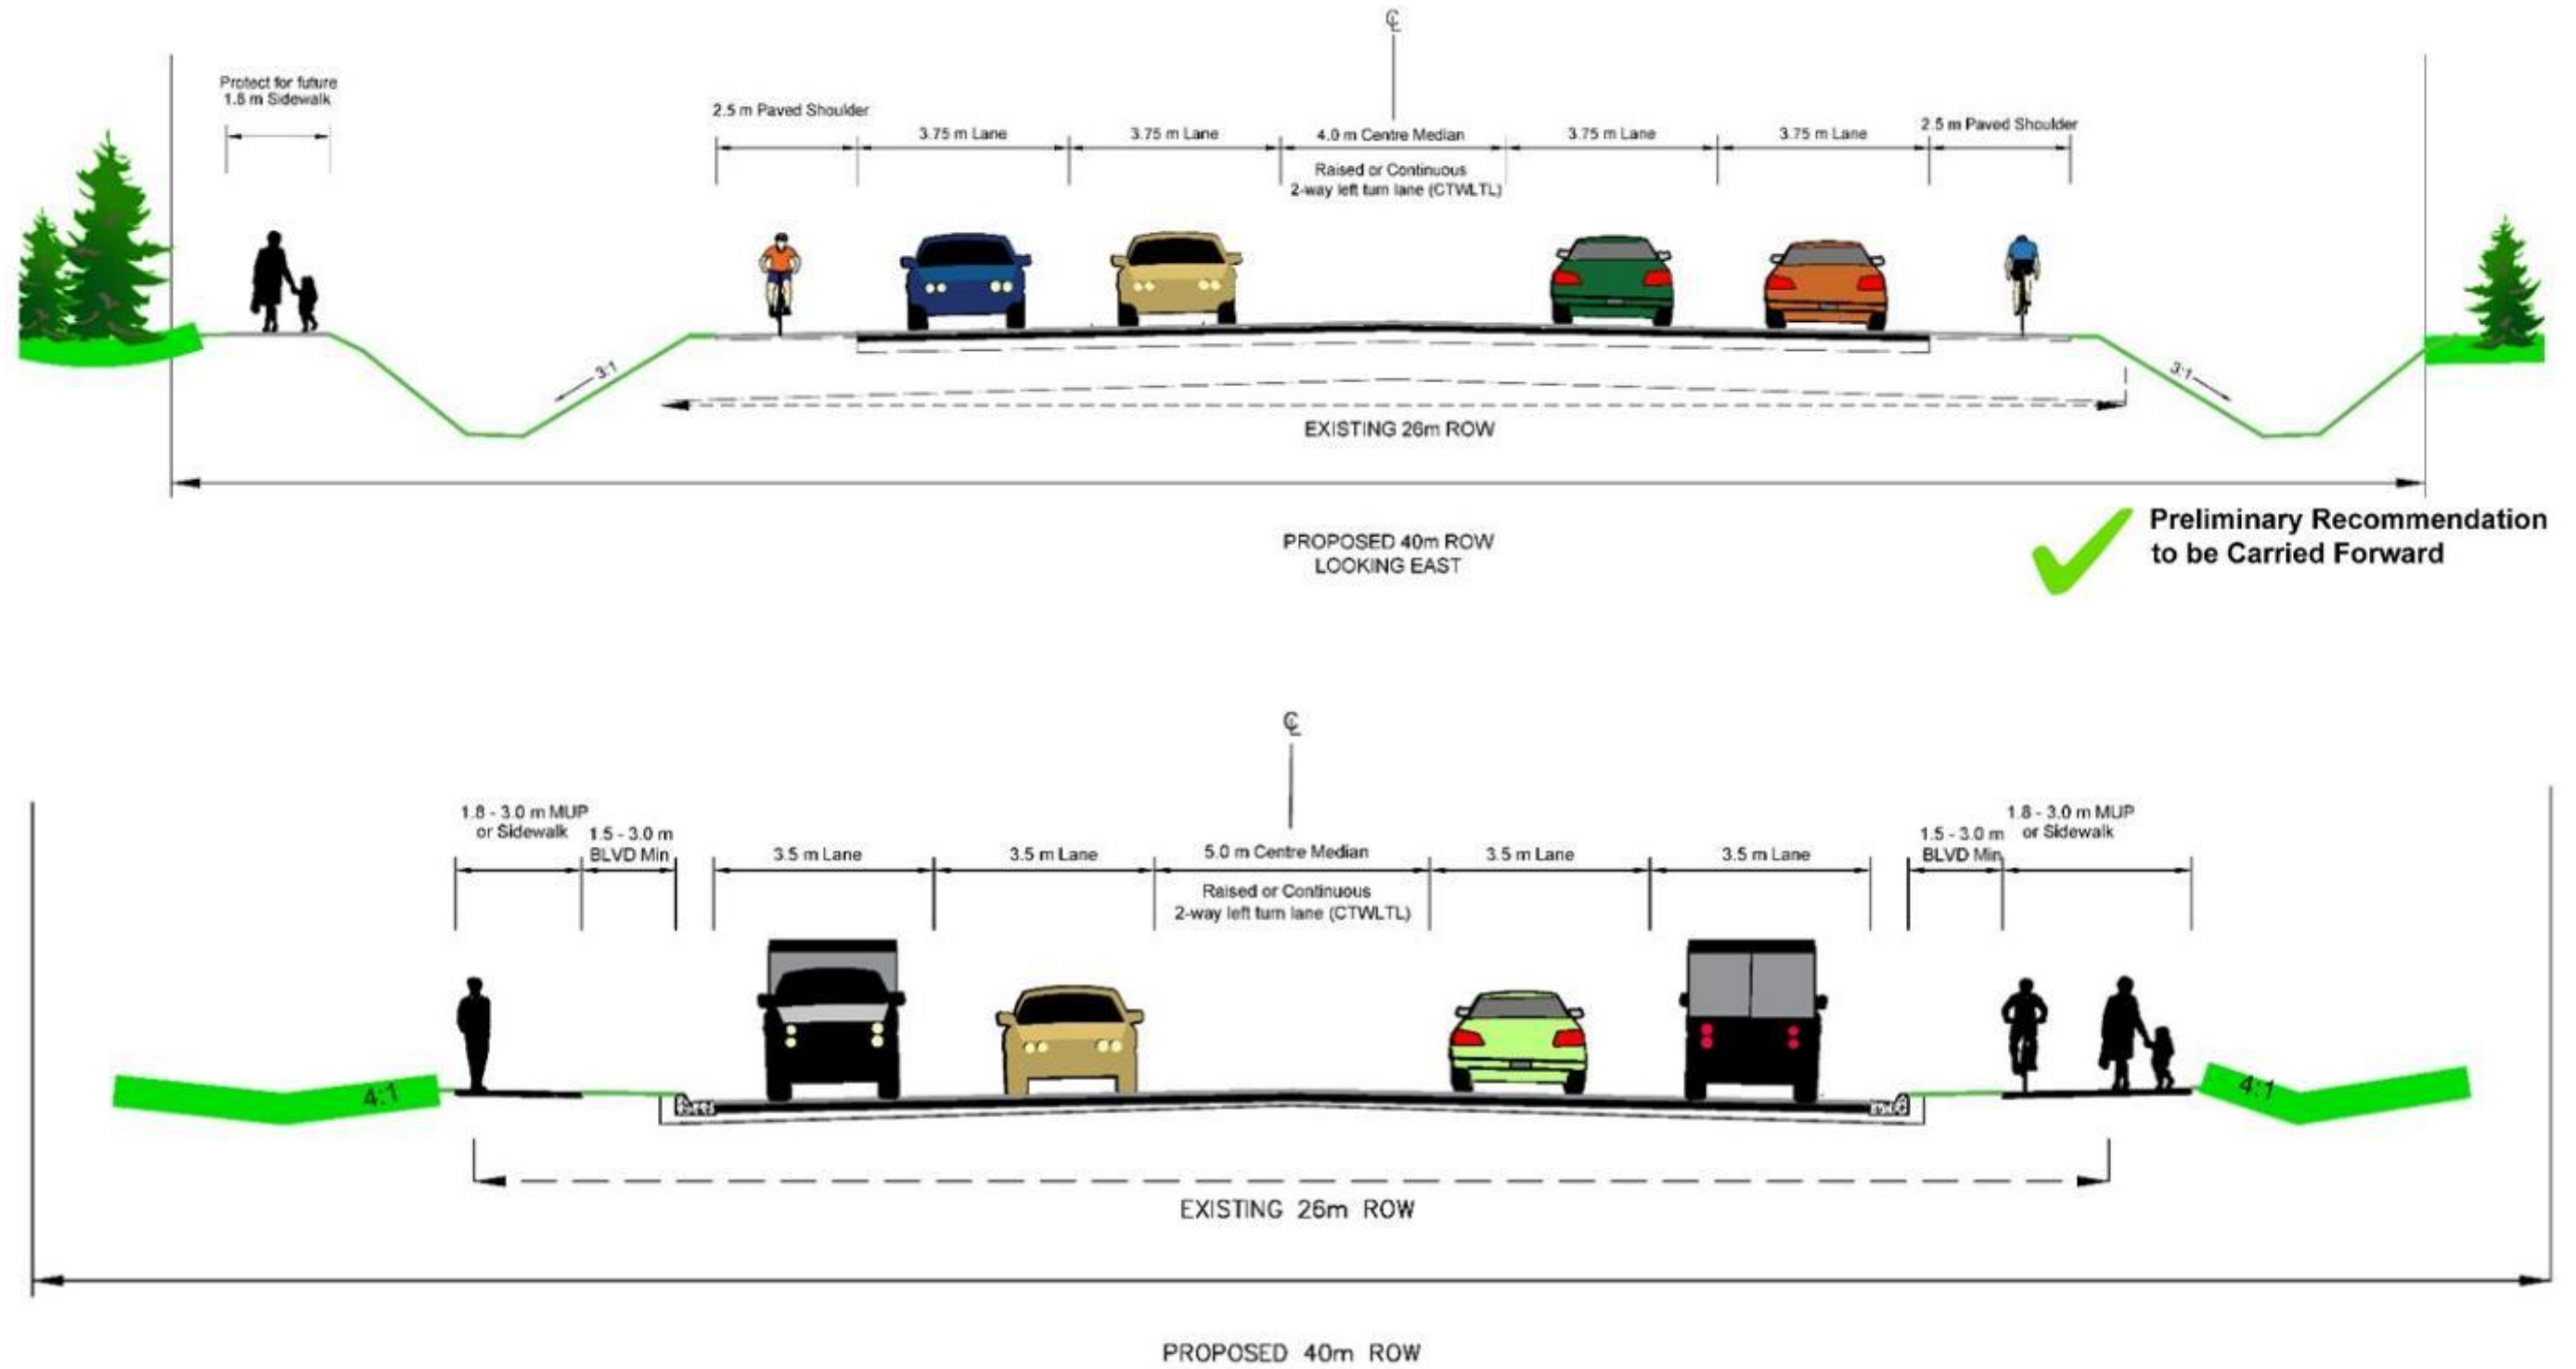 ℄
Protect for future
1.8 m Sidewalk
2.5 m Paved Shoulder
3.75 m Lane
3.75 m Lane
4.0 m Centre Median
3.75 m Lane
3.75 m Lane
2.5 m Paved Shoulder
Raised or Continuous
2-way left turn lane (CTWLTL)
3:1
3:1
EXISTING 26m ROW
PROPOSED 40m ROW
LOOKING EAST
Preliminary Recommendation
to be Carried Forward
℄
1.8 - 3.0 m MUP
or Sidewalk
1.5 - 3.0 m
BLVD Min
3.5 m Lane
3.5 m Lane
5.0 m Centre Median
3.5 m Lane
3.5 m Lane
1.5 - 3.0 m
BLVD Min
1.8 - 3.0 m MUP
or Sidewalk
Raised or Continuous
2-way left turn lane (CTWLTL)
4:1
4:1
EXISTING 26m ROW
PROPOSED 40m ROW